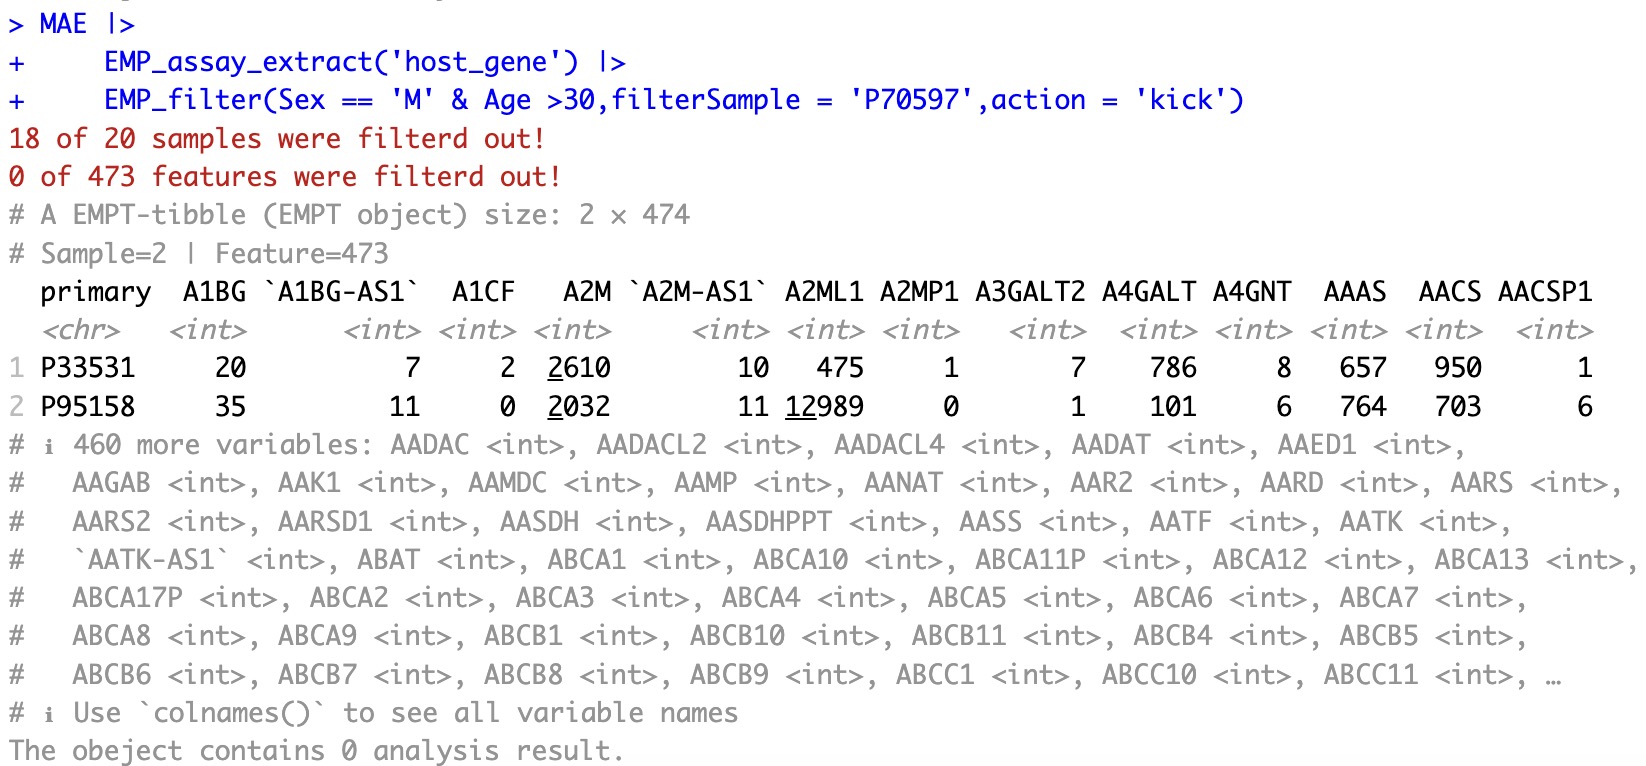 > MAE |>
+     EMP_assay_extract('host_gene') |>
+     EMP_filter(Sex == 'M' & Age >30,filterSample = 'P70597',action = 'kick')
18 of 20 samples were filterd out!
0 of 473 features were filterd out!
# A EMPT-tibble (EMPT object) size: 2 × 474
# Sample=2 | Feature=473
  primary  A1BG `A1BG-AS1`  A1CF   A2M `A2M-AS1` A2ML1 A2MP1 A3GALT2 A4GALT A4GNT  AAAS  AACS AACSP1
  <chr>   <int>      <int> <int> <int>     <int> <int> <int>   <int>  <int> <int> <int> <int>  <int>
1 P33531     20          7     2  2610        10   475     1       7    786     8   657   950      1
2 P95158     35         11     0  2032        11 12989     0       1    101     6   764   703      6
# ℹ 460 more variables: AADAC <int>, AADACL2 <int>, AADACL4 <int>, AADAT <int>, AAED1 <int>,
#   AAGAB <int>, AAK1 <int>, AAMDC <int>, AAMP <int>, AANAT <int>, AAR2 <int>, AARD <int>, AARS <int>,
#   AARS2 <int>, AARSD1 <int>, AASDH <int>, AASDHPPT <int>, AASS <int>, AATF <int>, AATK <int>,
#   `AATK-AS1` <int>, ABAT <int>, ABCA1 <int>, ABCA10 <int>, ABCA11P <int>, ABCA12 <int>, ABCA13 <int>,
#   ABCA17P <int>, ABCA2 <int>, ABCA3 <int>, ABCA4 <int>, ABCA5 <int>, ABCA6 <int>, ABCA7 <int>,
#   ABCA8 <int>, ABCA9 <int>, ABCB1 <int>, ABCB10 <int>, ABCB11 <int>, ABCB4 <int>, ABCB5 <int>,
#   ABCB6 <int>, ABCB7 <int>, ABCB8 <int>, ABCB9 <int>, ABCC1 <int>, ABCC10 <int>, ABCC11 <int>, …
# ℹ Use `colnames()` to see all variable names
The obeject contains 0 analysis result.